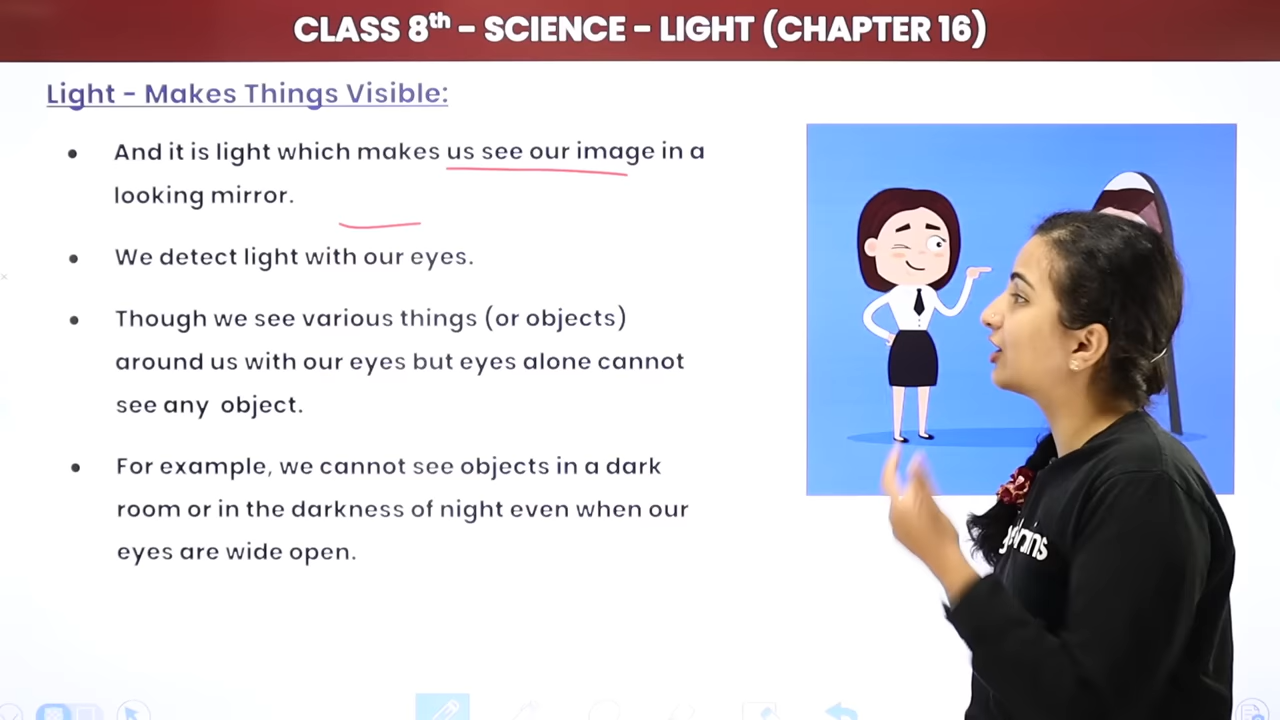 CLASS 8th – SCIENCE – LIGHT (CHAPTER 16)
Light – Makes Things Visible:
• And it is light which makes us see our image in a
looking mirror.
• We detect light with our eyes.
• Though we see various things (or objects)
around us with our eyes but eyes alone cannot
see any object.
• For example, we cannot see objects in a dark
room or in the darkness of night even when our
eyes are wide open.